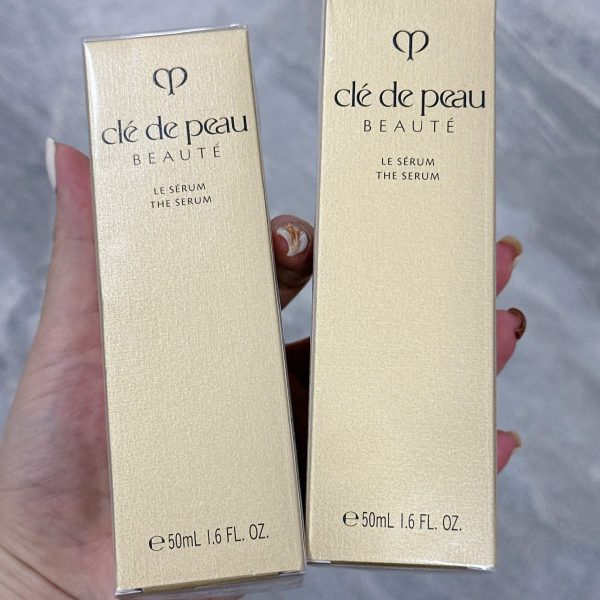 clé de peau
BEAUTÉ
LE SÉRUM
THE SERUM
℮50mL 1.6 FL. OZ.
clé de peau
BEAUTÉ
LE SÉRUM
THE SERUM
℮50mL 1.6 FL. OZ.